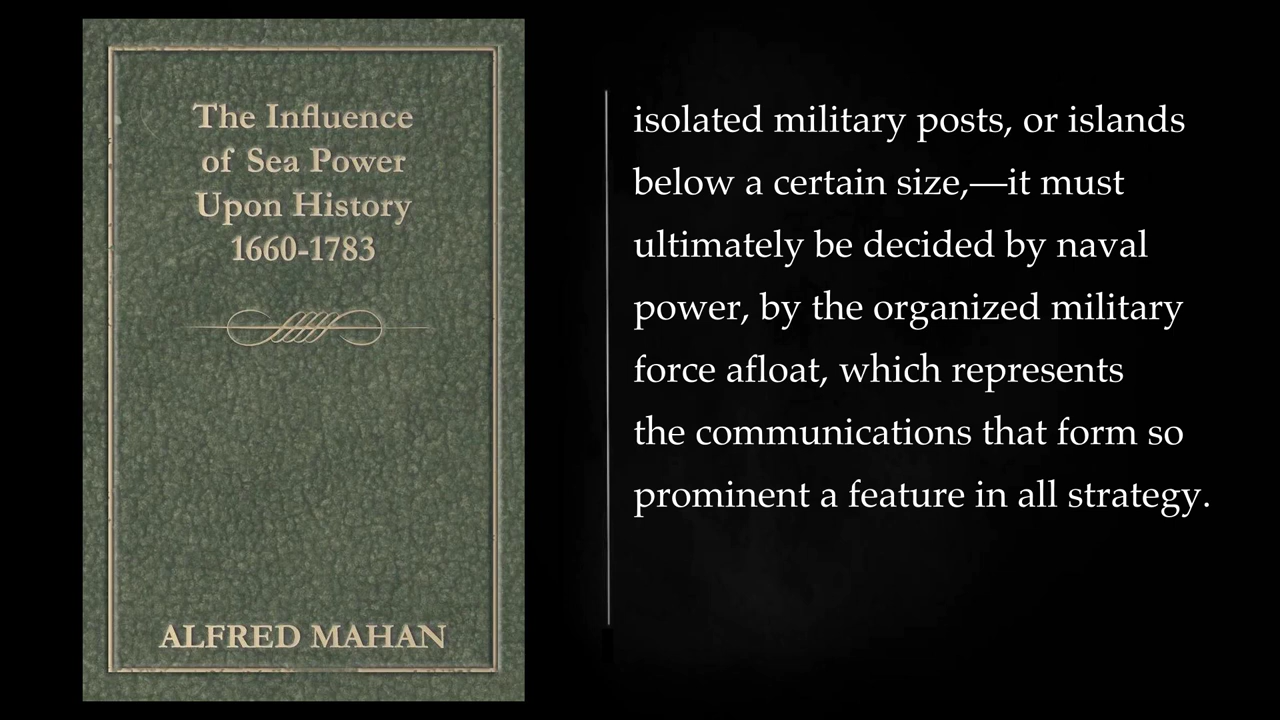 The Influence
of Sea Power
Upon History
1660-1783
ALFRED MAHAN
isolated military posts, or islands
below a certain size,—it must
ultimately be decided by naval
power, by the organized military
force afloat, which represents
the communications that form so
prominent a feature in all strategy.